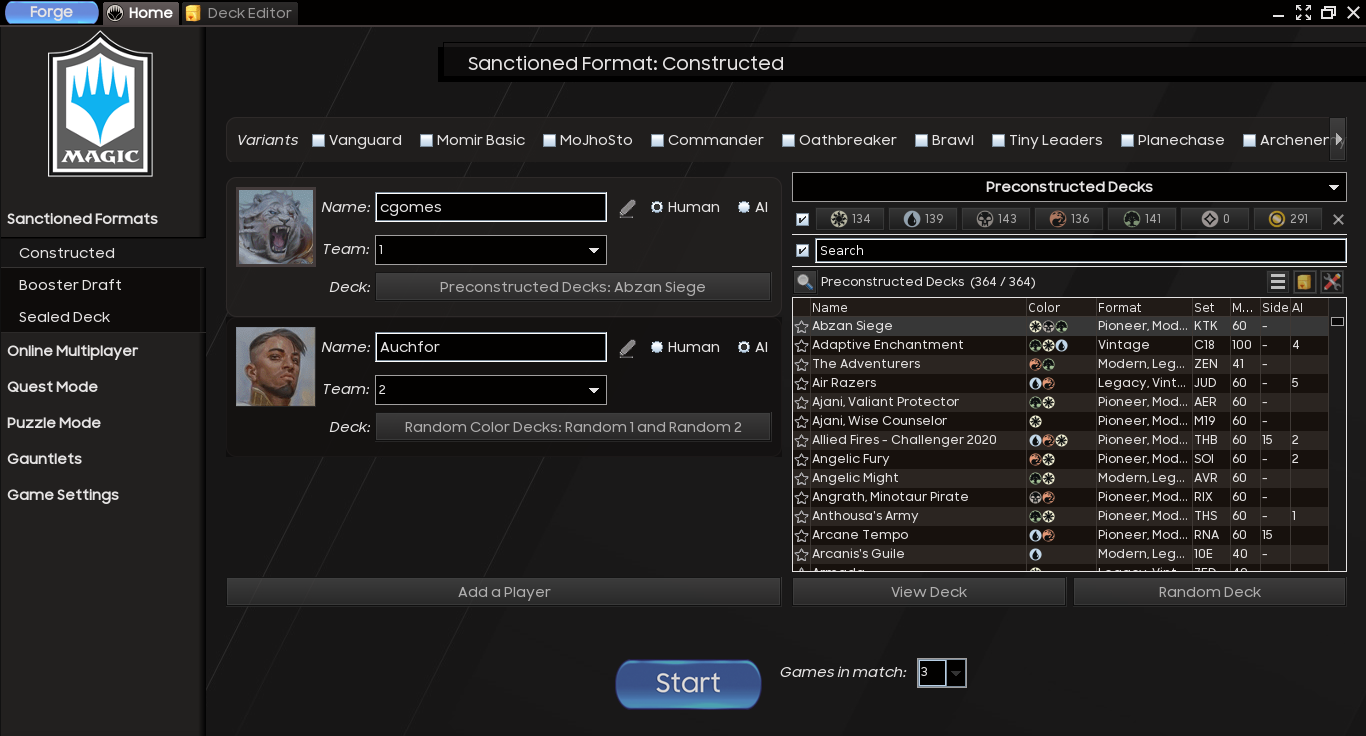 Forge
Home
Deck Editor
MAGIC
Sanctioned Format: Constructed
Sanctioned Formats
Constructed
Booster Draft
Sealed Deck
Online Multiplayer
Quest Mode
Puzzle Mode
Gauntlets
Game Settings
Variants Vanguard Momir Basic MoJhoSto Commander Oathbreaker Brawl Tiny Leaders Planechase Archenem
Name: cgomes Human AI
Team: 1
Deck: Preconstructed Decks: Abzan Siege
Name: Auchfor Human AI
Team: 2
Deck: Random Color Decks: Random 1 and Random 2
Add a Player
Preconstructed Decks
134 139 143 136 141 0 291
Search
Preconstructed Decks (364 / 364)
Name Color Format Set M... Side AI
Abzan Siege Pioneer, Mod... KTK 60 -
Adaptive Enchantment Vintage C18 100 - 4
The Adventurers Modern, Leg... ZEN 41 -
Air Razers Legacy, Vint... JUD 60 - 5
Ajani, Valiant Protector Pioneer, Mod... AER 60 -
Ajani, Wise Counselor Pioneer, Mod... M19 60 -
Allied Fires - Challenger 2020 Pioneer, Mod... THB 60 15 2
Angelic Fury Pioneer, Mod... SOI 60 - 2
Angelic Might Modern, Leg... AVR 60 -
Angrath, Minotaur Pirate Pioneer, Mod... RIX 60 -
Anthousa's Army Pioneer, Mod... THS 60 - 1
Arcane Tempo Pioneer, Mod... RNA 60 15
Arcanis's Guile Modern, Leg... 10E 40 -
View Deck
Random Deck
Start
Games in match: 3